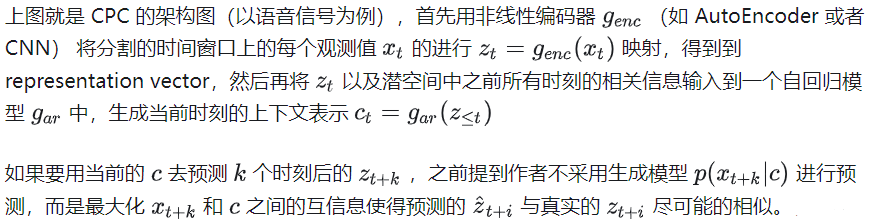 上图就是 CPC 的架构图（以语音信号为例），首先用非线性编码器 $g_{enc}$ （如 AutoEncoder 或者
CNN） 将分割的时间窗口上的每个观测值 $x_t$ 的进行 $z_t = g_{enc}(x_t)$ 映射，得到到
representation vector，然后再将 $z_t$ 以及潜空间中之前所有时刻的相关信息输入到一个自回归模
型 $g_{ar}$ 中，生成当前时刻的上下文表示 $c_t = g_{ar}(z_{\leq t})$
如果要用当前的 $c$ 去预测 $k$ 个时刻后的 $z_{t+k}$ ，之前提到作者不采用生成模型 $p(x_{t+k}|c)$ 进行预
测，而是最大化 $x_{t+k}$ 和 $c$ 之间的互信息使得预测的 $\hat{z}_{t+i}$ 与真实的 $z_{t+i}$ 尽可能的相似。